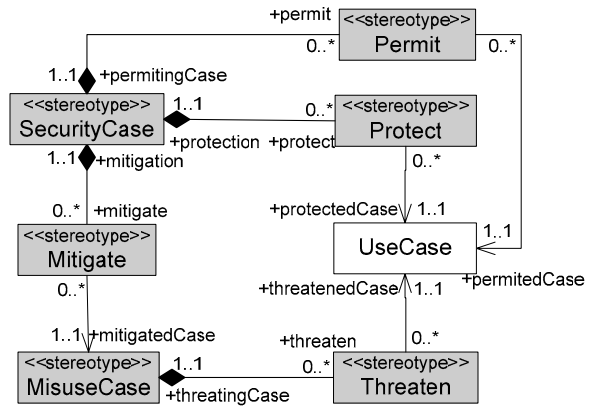 +permit
<<stereotype>>
Permit
0..*
0..*
1..1
+permitingCase
<<stereotype>>
SecurityCase
1..1
0..*
<<stereotype>>
Protect
+protection
+protect
1..1
+mitigation
0..*
0..*
+mitigate
+protectedCase
1..1
<<stereotype>>
Mitigate
UseCase
1..1
+permitedCase
0..*
+threatenedCase
1..1
1..1
+mitigatedCase
+threaten
0..*
<<stereotype>>
MisuseCase
1..1
0..*
<<stereotype>>
Threaten
+threatingCase